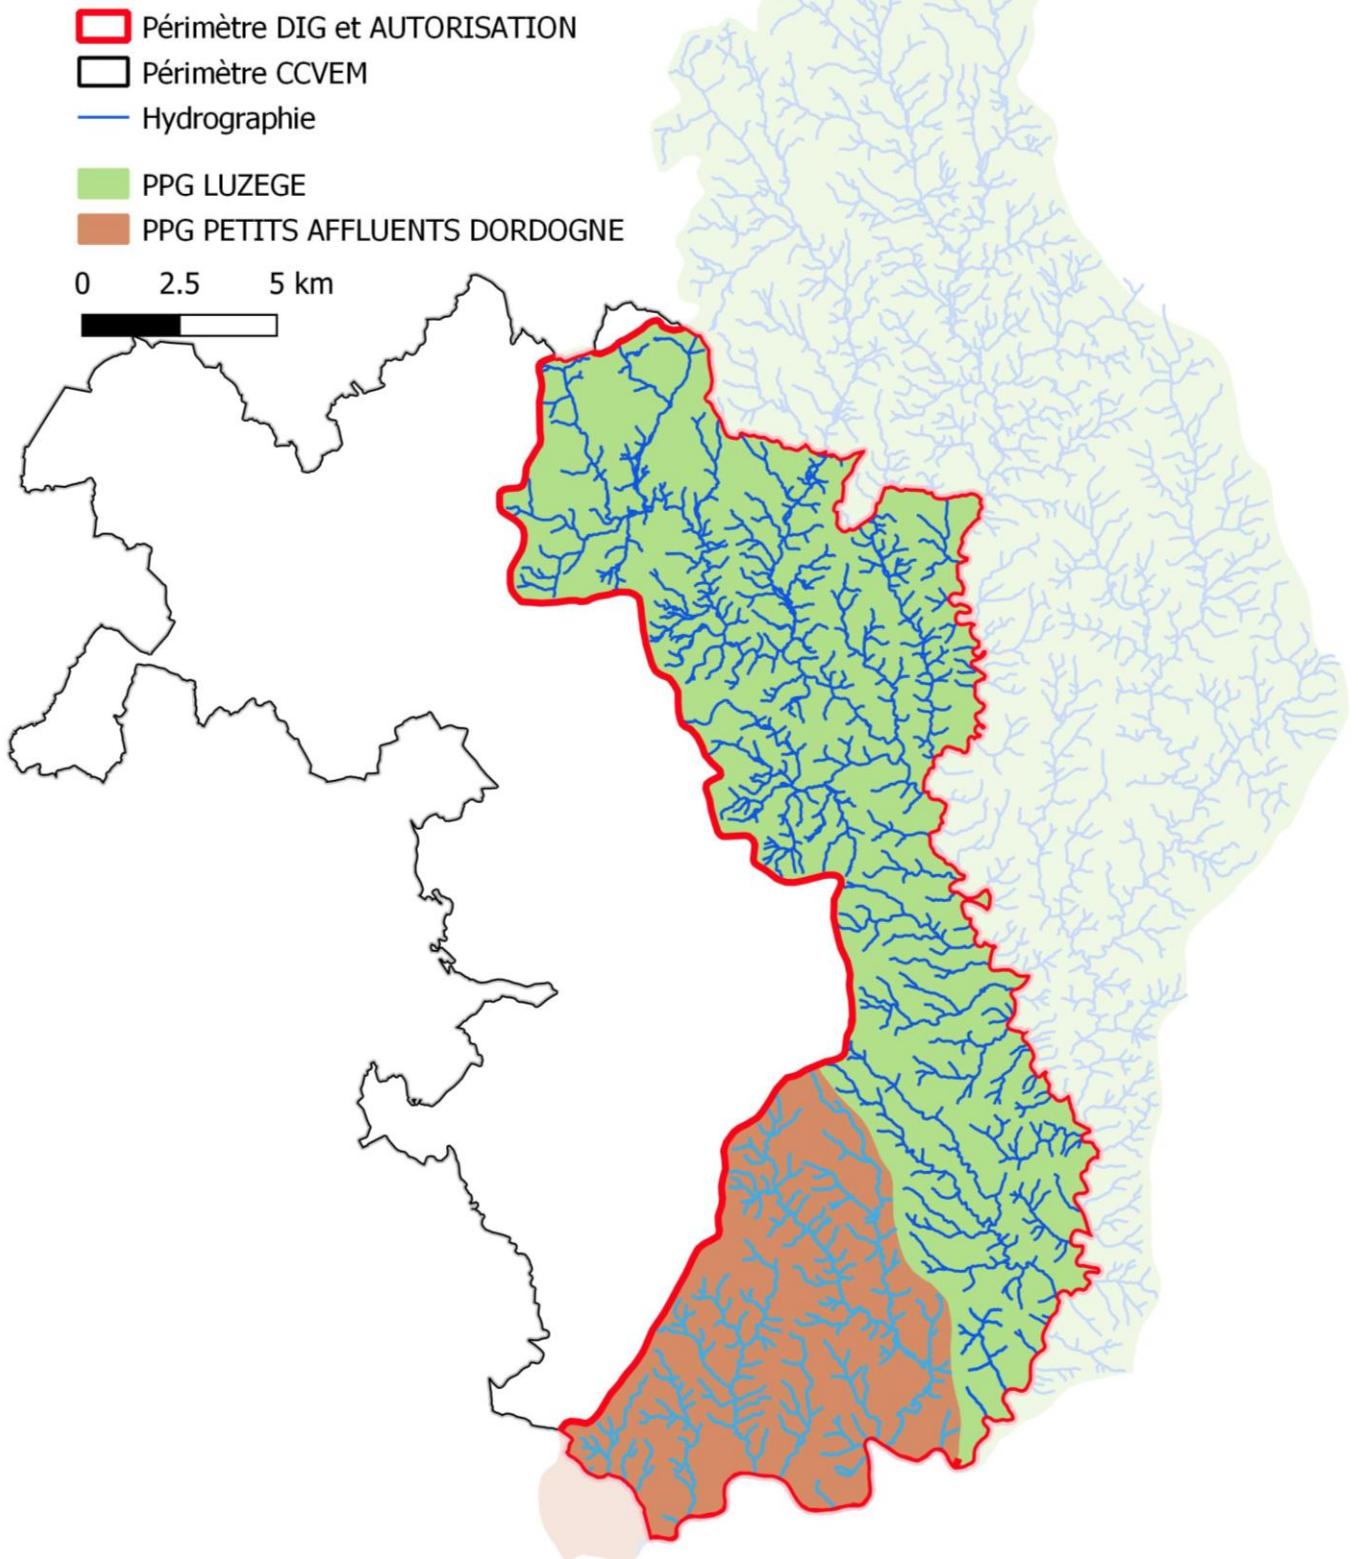 Périmètre DIG et AUTORISATION
Périmètre CCVEM
Hydrographie
PPG LUZEGE
PPG PETITS AFFLUENTS DORDOGNE
0 2.5 5 km